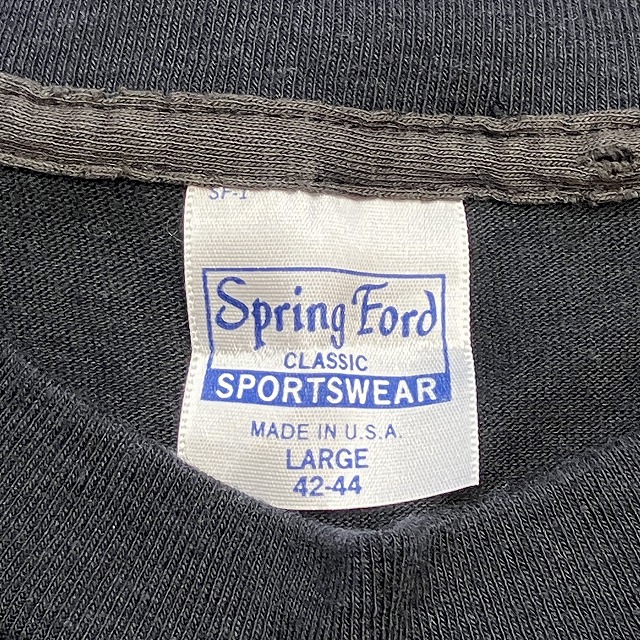 SF-1
Spring Ford
CLASSIC
SPORTSWEAR
MADE IN U.S.A.
LARGE
42-44